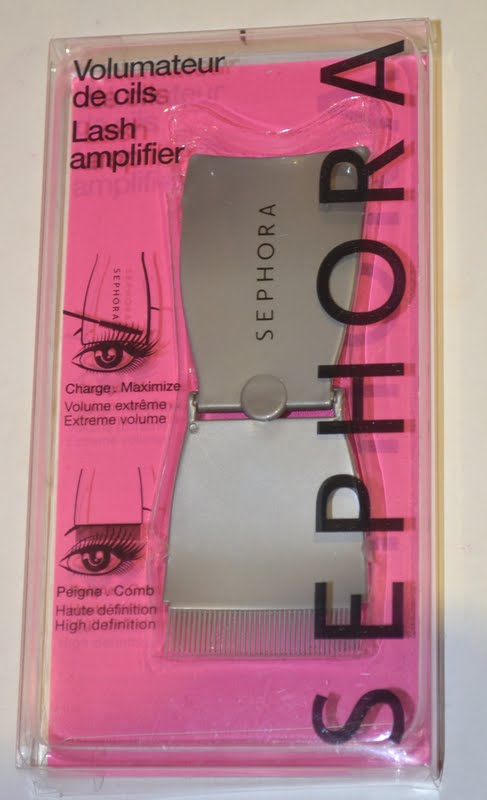 Volumateur
de cils
Lash
amplifier
SEPHORA
SEPHORA
SEPHORA
Charge . Maximize
Volume extrême
Extreme volume
Peigne . Comb
Haute définition
High definition